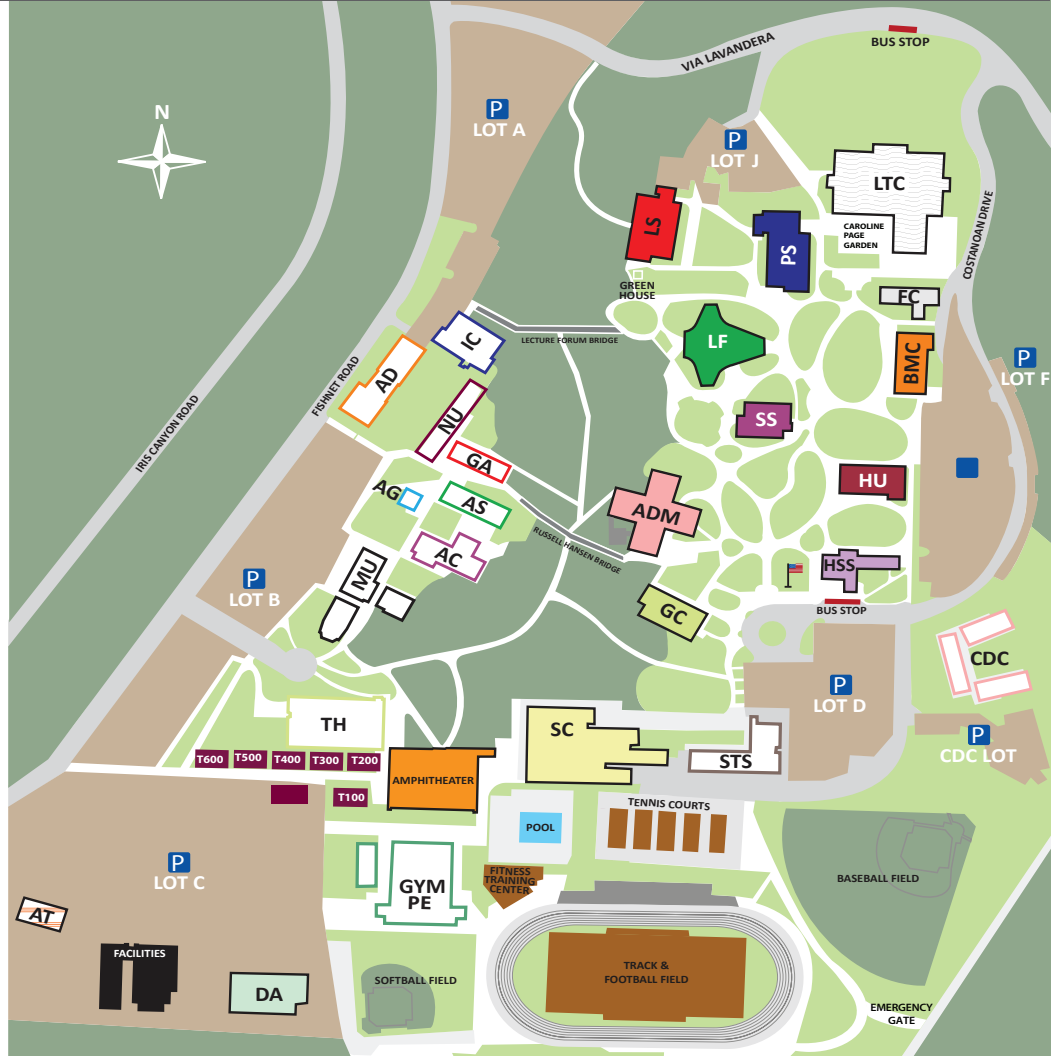 VIA LAVANDERA
BUS STOP
N
P
LOT A
P
LOT J
LTC
LS
PS
CAROLINE
PAGE
GARDEN
COSTANOAN DRIVE
GREEN
HOUSE
FC
LECTURE FORUM BRIDGE
IC
LF
BMC
P
LOT F
FISHNET ROAD
AD
IRIS CANYON ROAD
NU
SS
GA
HU
AG
AS
ADM
RUSSELL HANSEN BRIDGE
AC
MU
HSS
P
LOT B
BUS STOP
GC
CDC
P
LOT D
TH
SC
P
CDC LOT
STS
T600
T500
T400
T300
T200
AMPHITHEATER
T100
TENNIS COURTS
POOL
P
LOT C
FITNESS
TRAINING
CENTER
BASEBALL FIELD
GYM
PE
AT
FACILITIES
TRACK &
FOOTBALL FIELD
SOFTBALL FIELD
DA
EMERGENCY
GATE